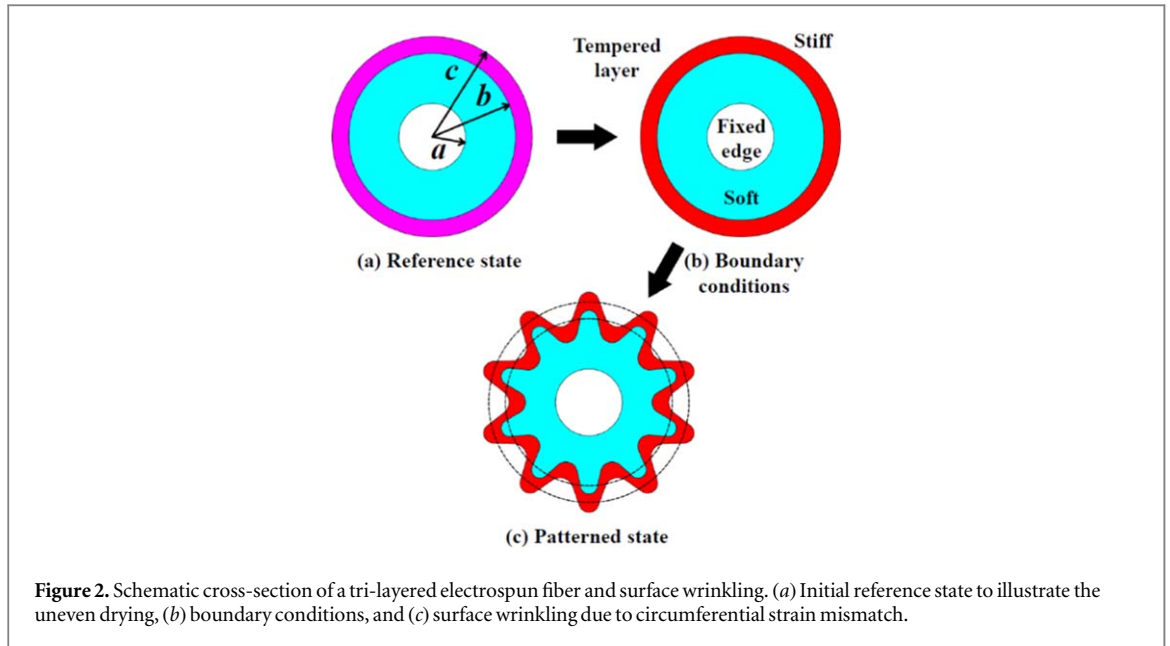 c
b
a
(a) Reference state
Tempered
layer
Stiff
Fixed
edge
Soft
(b) Boundary
conditions
(c) Patterned state
Figure 2. Schematic cross-section of a tri-layered electrospun fiber and surface wrinkling. (a) Initial reference state to illustrate the
uneven drying, (b) boundary conditions, and (c) surface wrinkling due to circumferential strain mismatch.